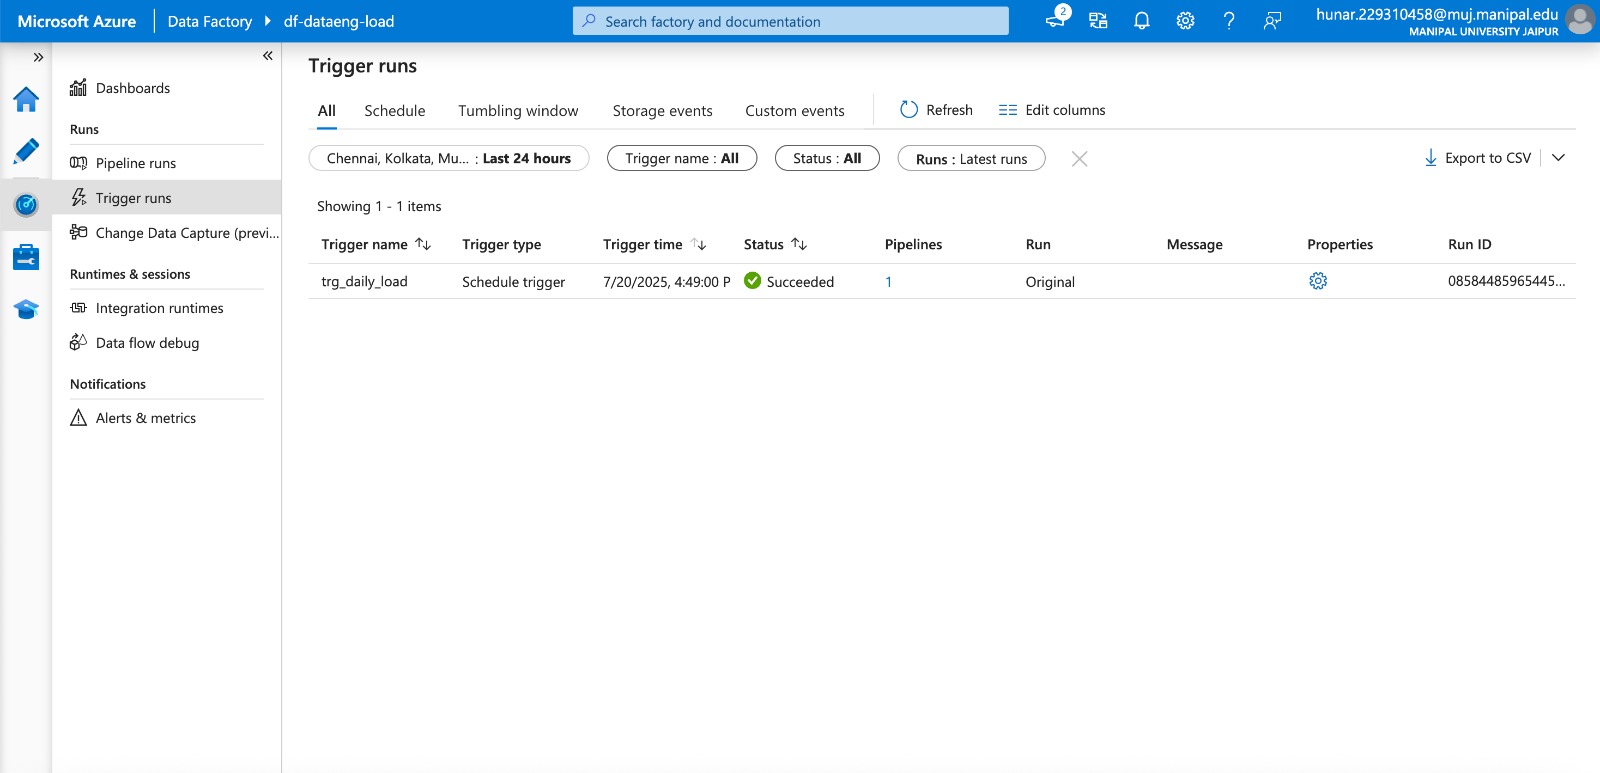 Microsoft Azure
Data Factory
df-dataeng-load
Search factory and documentation
2
hunar.229310458@muj.manipal.edu
MANIPAL UNIVERSITY JAIPUR
Dashboards
Runs
Pipeline runs
Trigger runs
Change Data Capture (previ...
Runtimes & sessions
Integration runtimes
Data flow debug
Notifications
Alerts & metrics
Trigger runs
All Schedule Tumbling window Storage events Custom events Refresh Edit columns
Chennai, Kolkata, Mu... : Last 24 hours Trigger name : All Status : All Runs : Latest runs Export to CSV
Showing 1 - 1 items
Trigger name Trigger type Trigger time Status Pipelines Run Message Properties Run ID
trg_daily_load Schedule trigger 7/20/2025, 4:49:00 P Succeeded 1 Original 08584485965445...